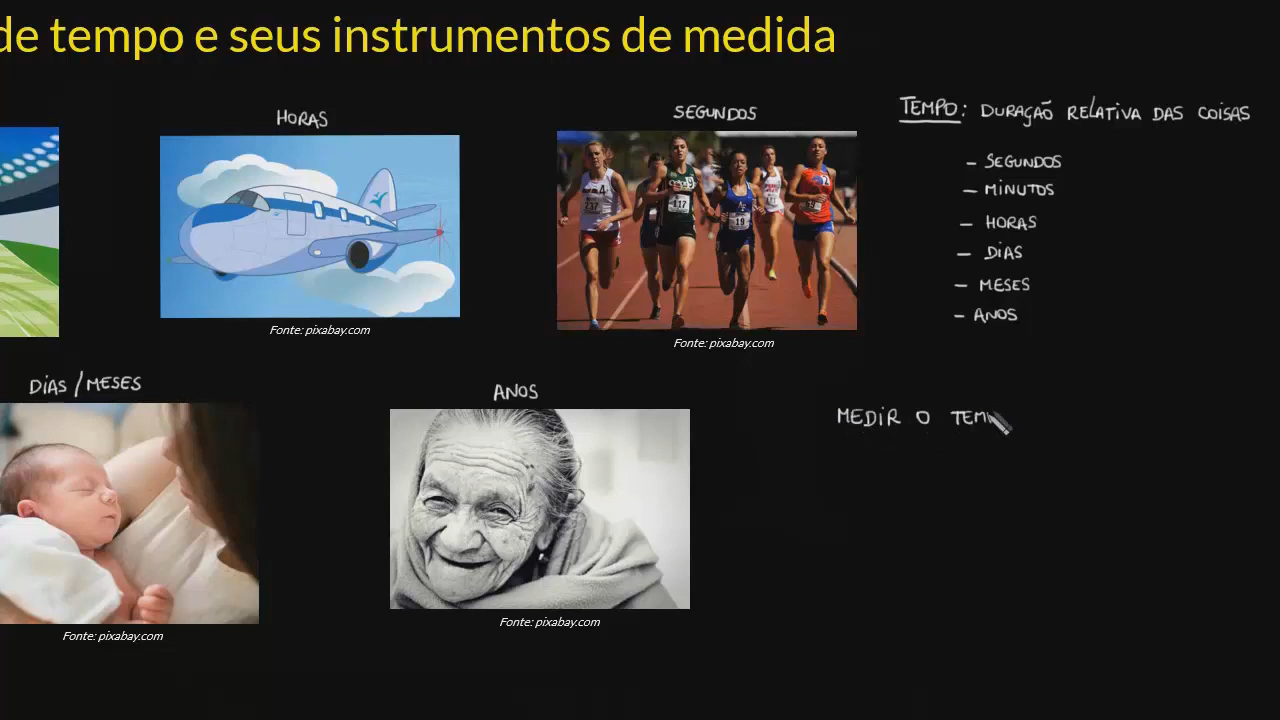 de tempo e seus instrumentos de medida
HORAS
Fonte: pixabay.com
SEGUNDOS
Fonte: pixabay.com
TEMPO: DURAÇÃO RELATIVA DAS COISAS
- SEGUNDOS
- MINUTOS
- HORAS
- DIAS
- MESES
- ANOS
DIAS/MESES
Fonte: pixabay.com
ANOS
Fonte: pixabay.com
MEDIR O TEM